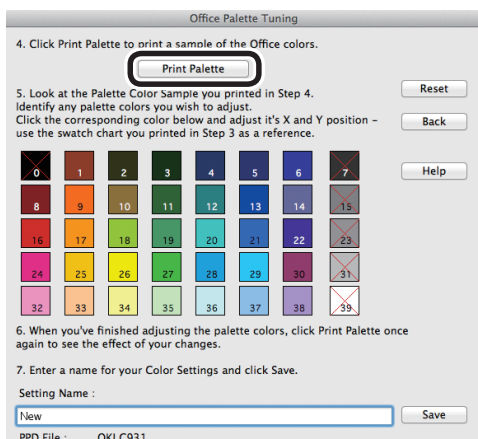 Office Palette Tuning
4. Click Print Palette to print a sample of the Office colors.
Print Palette
5. Look at the Palette Color Sample you printed in Step 4.
Identify any palette colors you wish to adjust.
Click the corresponding color below and adjust it's X and Y position –
use the swatch chart you printed in Step 3 as a reference.
Reset
Back
Help
0 1 2 3 4 5 6 7
8 9 10 11 12 13 14 15
16 17 18 19 20 21 22 23
24 25 26 27 28 29 30 31
32 33 34 35 36 37 38 39
6. When you've finished adjusting the palette colors, click Print Palette once
again to see the effect of your changes.
7. Enter a name for your Color Settings and click Save.
Setting Name :
New
Save
PPD File : OKLC931